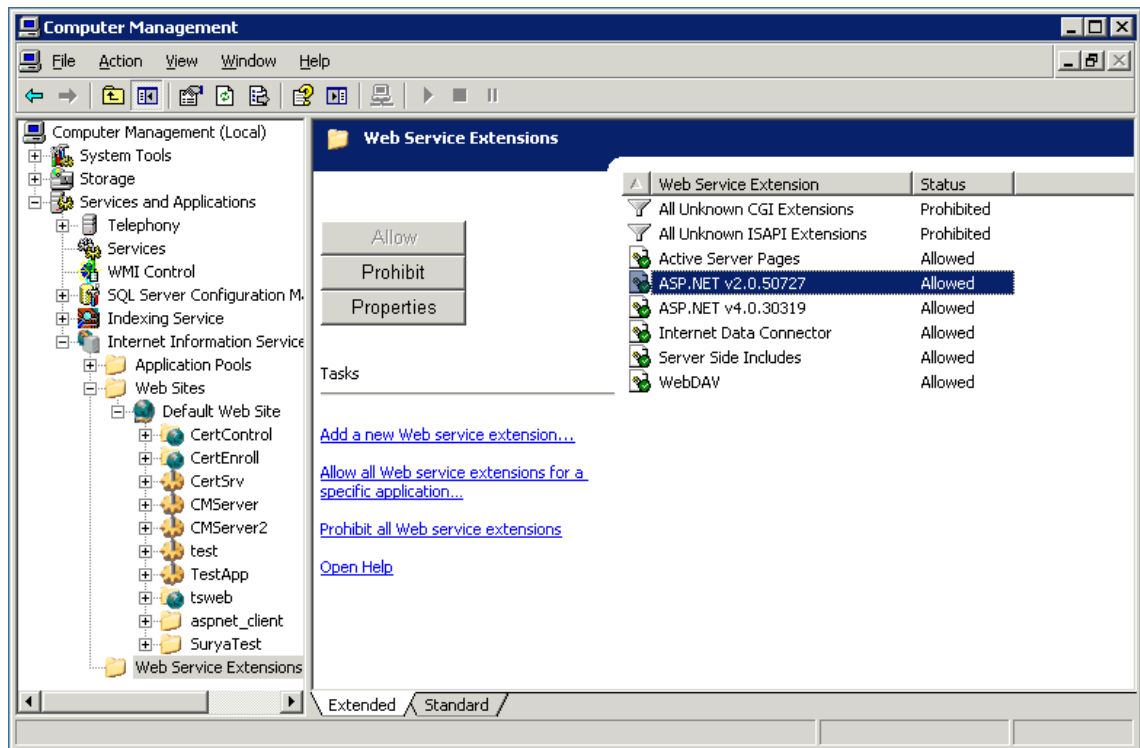 Computer Management
File Action View Window Help
Computer Management (Local)
System Tools
Storage
Services and Applications
Telephony
Services
WMI Control
SQL Server Configuration M
Indexing Service
Internet Information Service
Application Pools
Web Sites
Default Web Site
CertControl
CertEnroll
CertSrv
CMServer
CMServer2
test
TestApp
tsweb
aspnet_client
SuryaTest
Web Service Extensions
Web Service Extensions
Allow
Prohibit
Properties
Tasks
Add a new Web service extension...
Allow all Web service extensions for a
specific application...
Prohibit all Web service extensions
Open Help
Web Service Extension Status
All Unknown CGI Extensions Prohibited
All Unknown ISAPI Extensions Prohibited
Active Server Pages Allowed
ASP.NET v2.0.50727 Allowed
ASP.NET v4.0.30319 Allowed
Internet Data Connector Allowed
Server Side Includes Allowed
WebDAV Allowed
Extended Standard